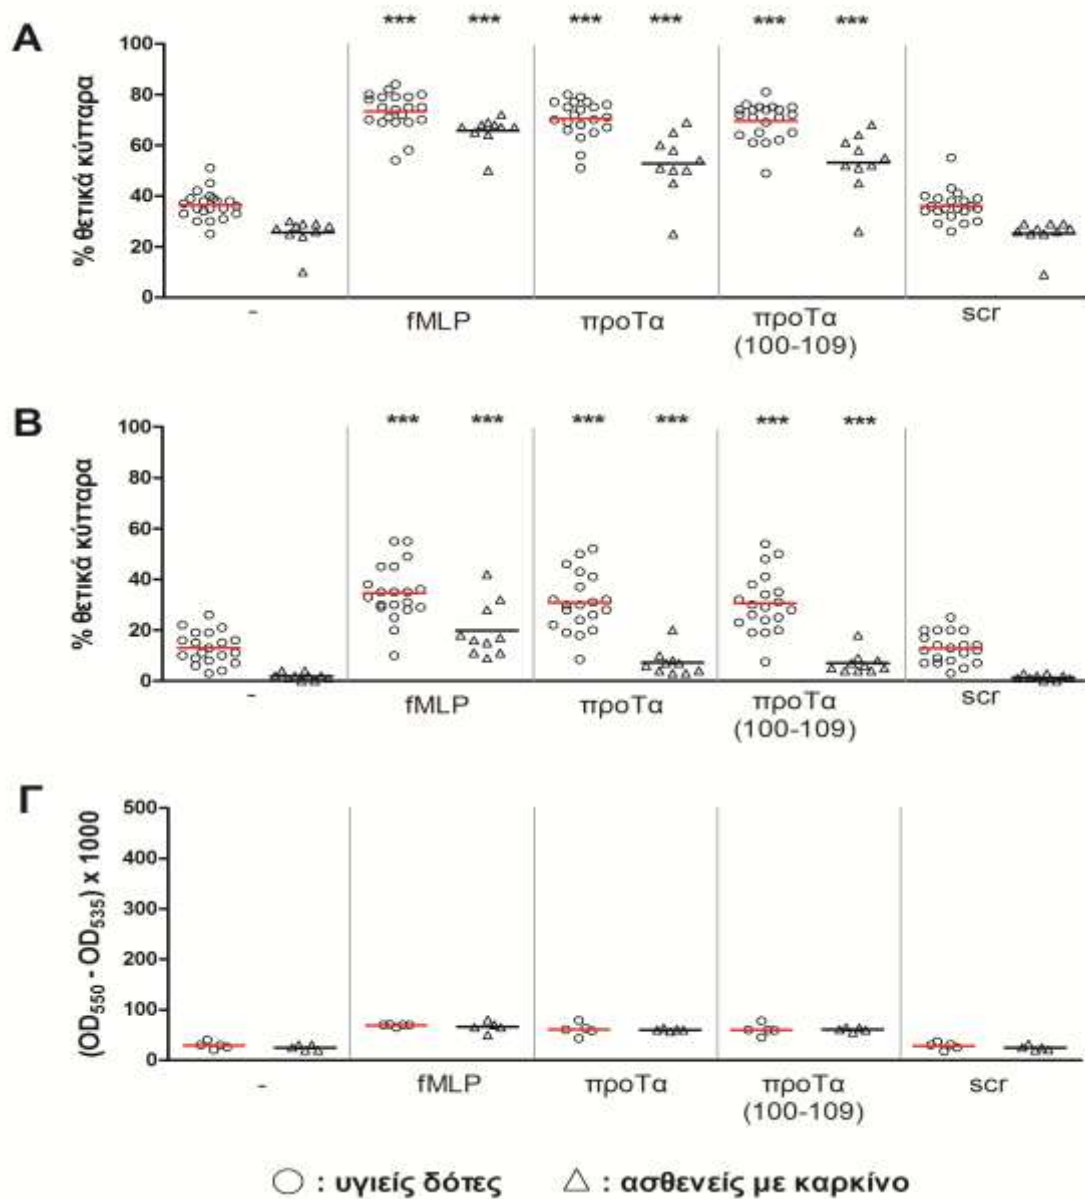 Α
*** *** *** *** *** ***
% θετικά κύτταρα
100
80
60
40
20
0
- fMLP προΤα προΤα scr
(100-109)
Β
*** *** *** *** *** ***
% θετικά κύτταρα
100
80
60
40
20
0
- fMLP προΤα προΤα scr
(100-109)
Γ
(OD550 - OD535) x 1000
500
400
300
200
100
0
- fMLP προΤα προΤα scr
(100-109)
: υγιείς δότες : ασθενείς με καρκίνο